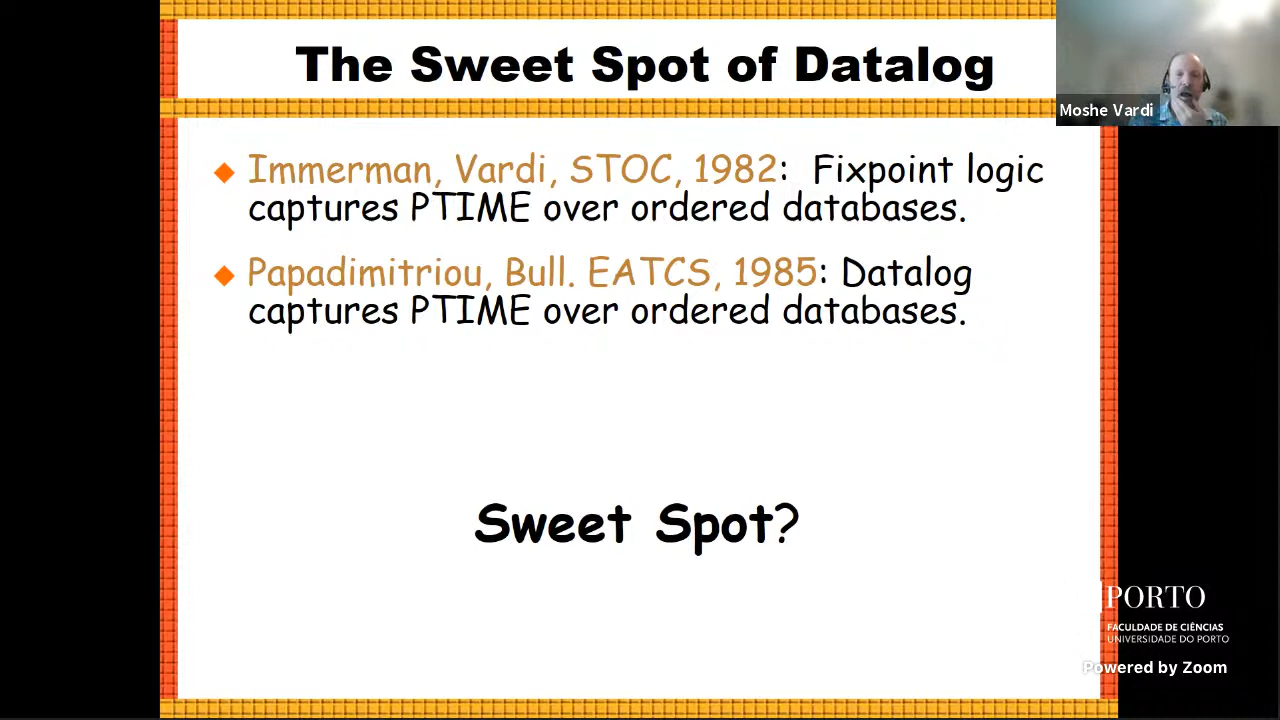 The Sweet Spot of Datalog
Moshe Vardi
◆ Immerman, Vardi, STOC, 1982: Fixpoint logic
captures PTIME over ordered databases.
◆ Papadimitriou, Bull. EATCS, 1985: Datalog
captures PTIME over ordered databases.
Sweet Spot?
PORTO
FACULDADE DE CIÊNCIAS
UNIVERSIDADE DO PORTO
Powered by Zoom